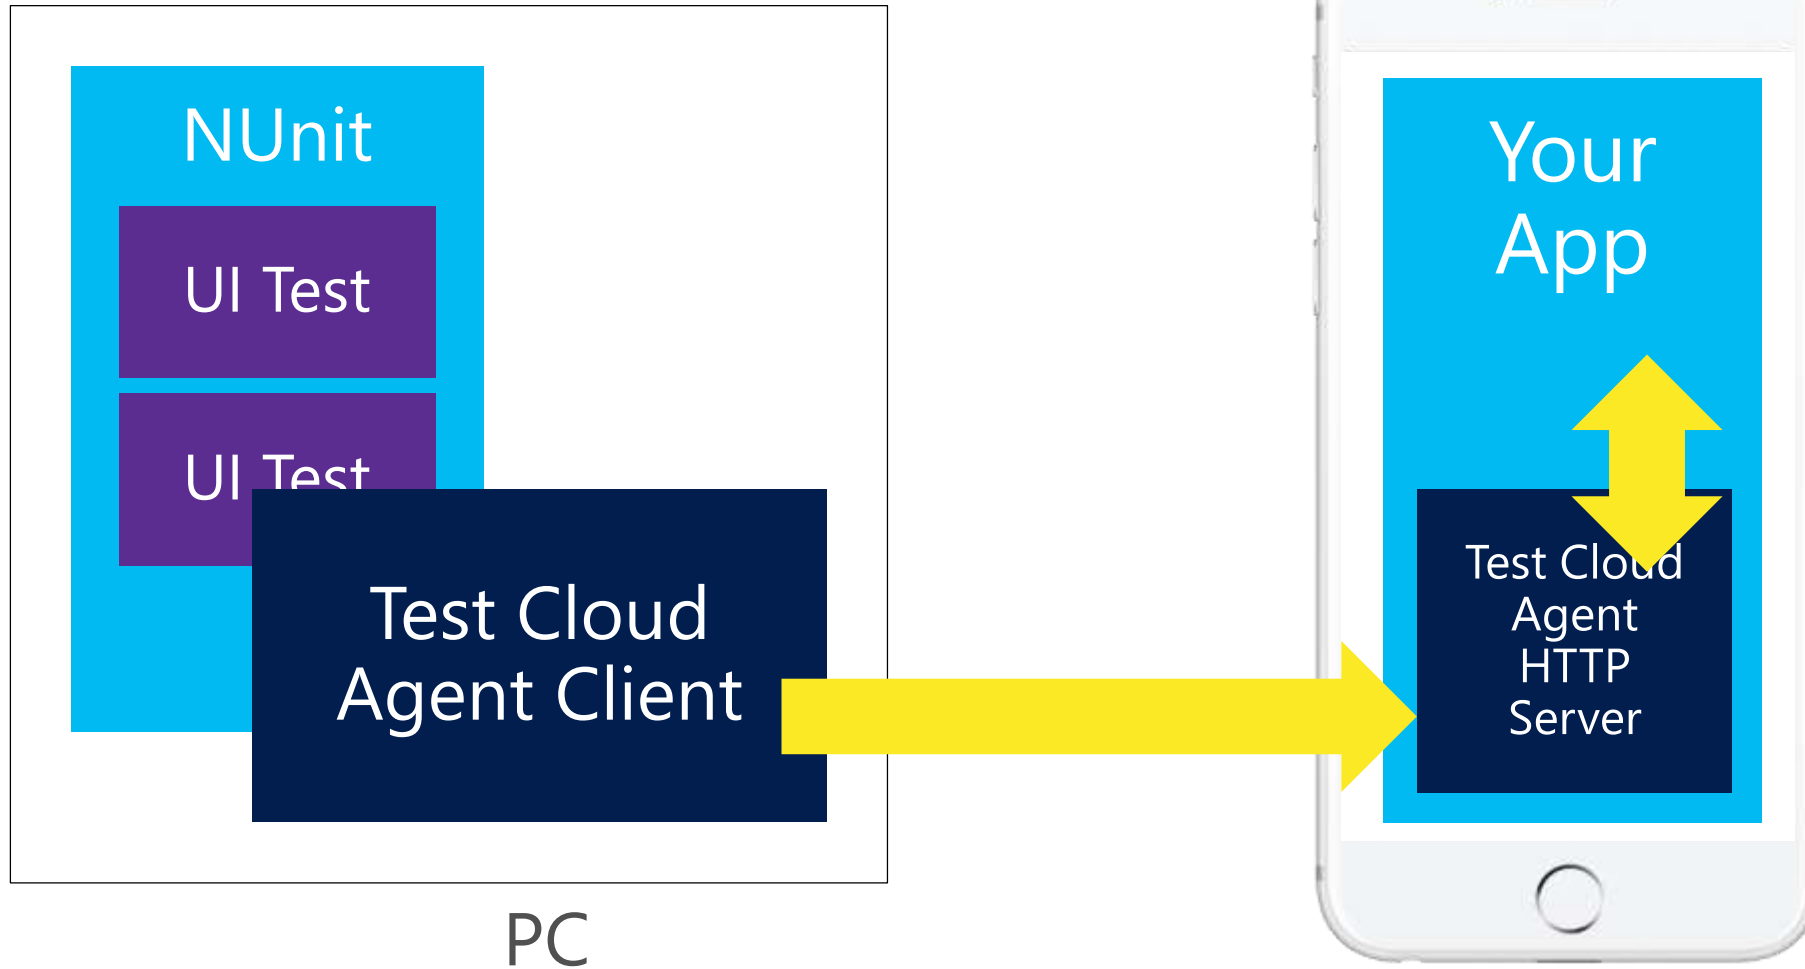 NUnit
UI Test
UI Test
Test Cloud
Agent Client
PC
Your
App
Test Cloud
Agent
HTTP
Server